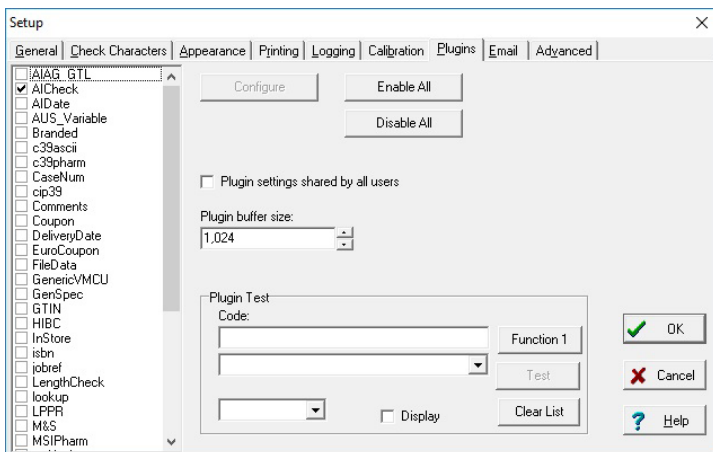 Setup
General
Check Characters
Appearance
Printing
Logging
Calibration
Plugins
Email
Advanced
AIAG_GTL
AICheck
AIDate
AUS_Variable
Branded
c39ascii
c39pharm
CaseNum
cip39
Comments
Coupon
DeliveryDate
EuroCoupon
FileData
GenericVMCU
GenSpec
GTIN
HIBC
InStore
isbn
jobref
LengthCheck
lookup
LPPR
M&S
MSIPharm
Configure
Enable All
Disable All
Plugin settings shared by all users
Plugin buffer size:
1,024
Plugin Test
Code:
Function 1
Test
Display
Clear List
OK
Cancel
Help